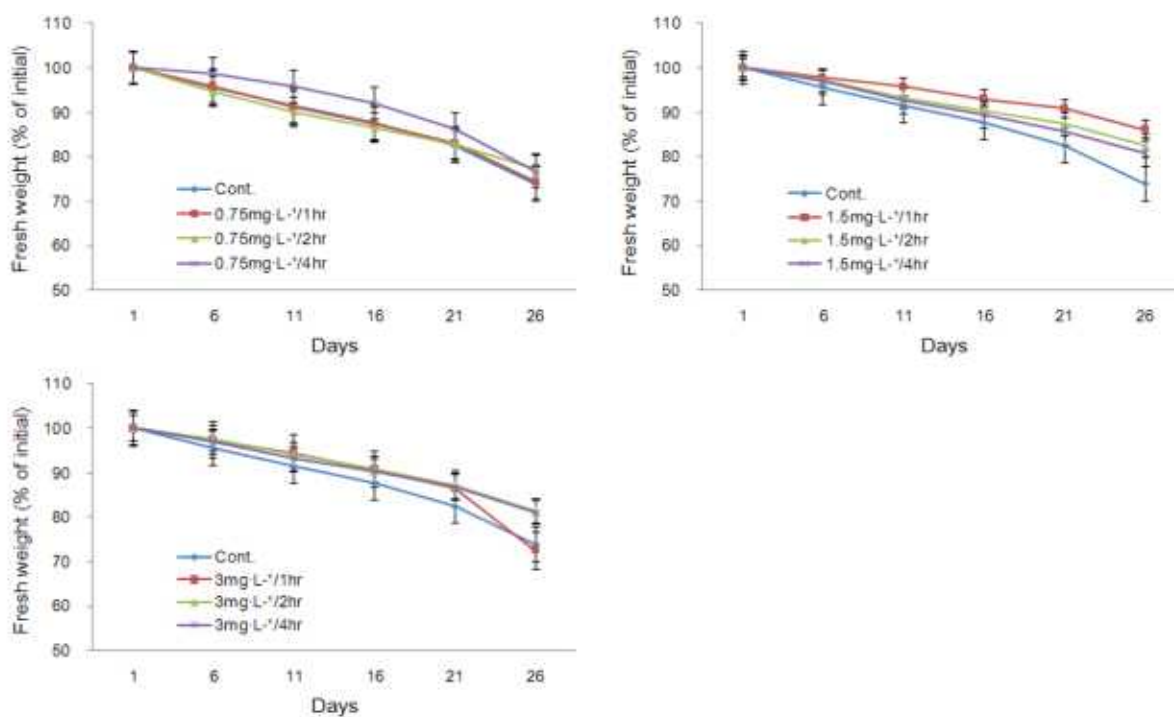 Fresh weight (% of initial)
110
100
90
80
70
60
50
Cont.
0.75mg·L-¹/1hr
0.75mg·L-¹/2hr
0.75mg·L-¹/4hr
1
6
11
16
21
26
Days
Fresh weight (% of initial)
110
100
90
80
70
60
50
Cont.
1.5mg·L-¹/1hr
1.5mg·L-¹/2hr
1.5mg·L-¹/4hr
1
6
11
16
21
26
Days
Fresh weight (% of initial)
110
100
90
80
70
60
50
Cont.
3mg·L-¹/1hr
3mg·L-¹/2hr
3mg·L-¹/4hr
1
6
11
16
21
26
Days